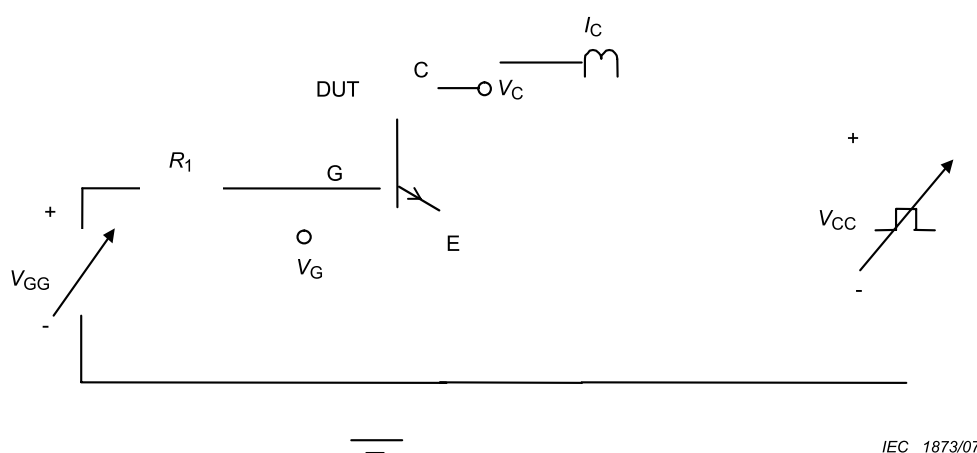 I_C
C
DUT
V_C
+
R_1
G
+
V_CC
E
V_G
V_GG
-
-
IEC 1873/07